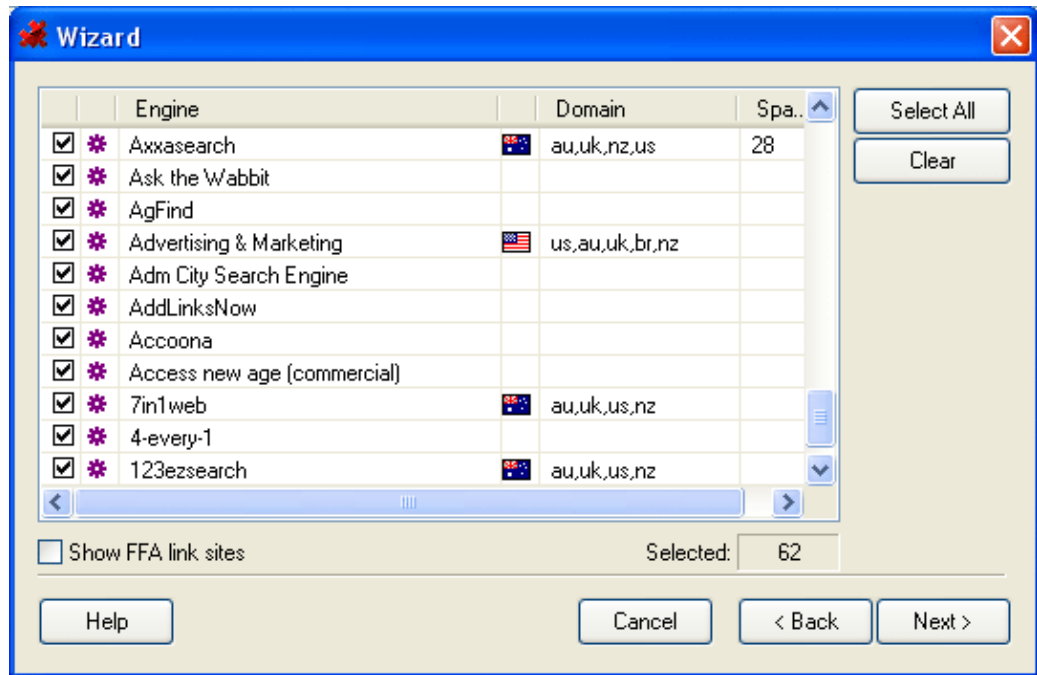 Wizard
Engine Domain Spa..
Select All
Axxasearch au,uk,nz,us 28
Clear
Ask the Wabbit
AgFind
Advertising & Marketing us,au,uk,br,nz
Adm City Search Engine
AddLinksNow
Accoona
Access new age (commercial)
7in1web au,uk,us,nz
4-every-1
123ezsearch au,uk,us,nz
Show FFA link sites Selected: 62
Help Cancel < Back Next >